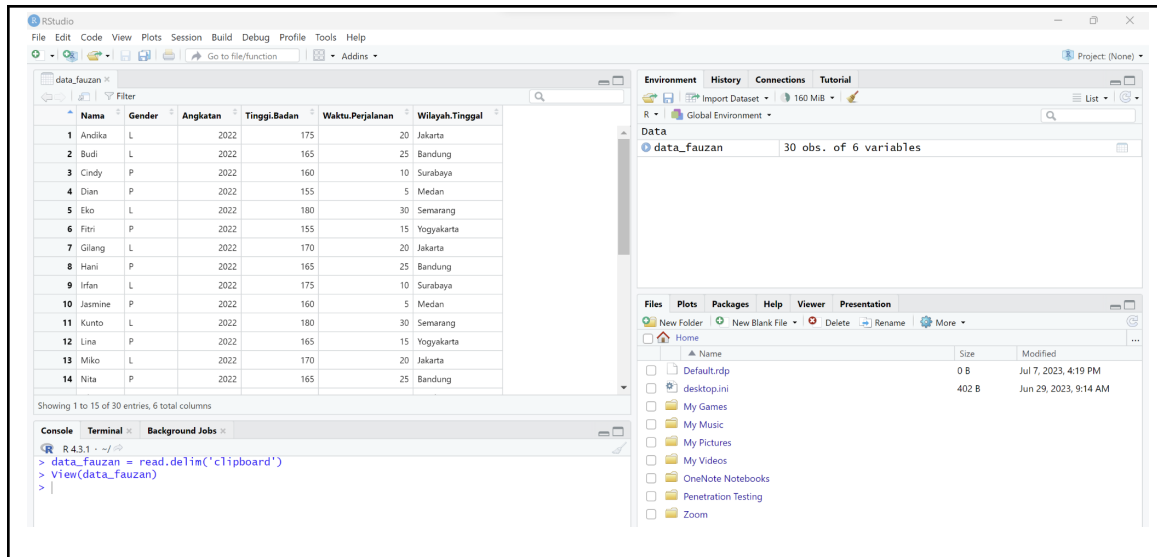 RStudio
File Edit Code View Plots Session Build Debug Profile Tools Help
Go to file/function Addins Project: (None)
data_fauzan
Filter
Nama Gender Angkatan Tinggi.Badan Waktu.Perjalanan Wilayah.Tinggal
1 Andika L 2022 175 20 Jakarta
2 Budi L 2022 165 25 Bandung
3 Cindy P 2022 160 10 Surabaya
4 Dian P 2022 155 5 Medan
5 Eko L 2022 180 30 Semarang
6 Fitri P 2022 155 15 Yogyakarta
7 Gilang L 2022 170 20 Jakarta
8 Hani P 2022 165 25 Bandung
9 Irfan L 2022 175 10 Surabaya
10 Jasmine P 2022 160 5 Medan
11 Kunto L 2022 180 30 Semarang
12 Lina P 2022 165 15 Yogyakarta
13 Miko L 2022 170 20 Jakarta
14 Nita P 2022 165 25 Bandung
Showing 1 to 15 of 30 entries, 6 total columns
Console Terminal Background Jobs
R 4.3.1 · ~/
> data_fauzan = read.delim('clipboard')
> View(data_fauzan)
>
Environment History Connections Tutorial
Import Dataset 160 MiB List
R Global Environment
Data
data_fauzan 30 obs. of 6 variables
Files Plots Packages Help Viewer Presentation
New Folder New Blank File Delete Rename More
Home ...
Name Size Modified
Default.rdp 0 B Jul 7, 2023, 4:19 PM
desktop.ini 402 B Jun 29, 2023, 9:14 AM
My Games
My Music
My Pictures
My Videos
OneNote Notebooks
Penetration Testing
Zoom